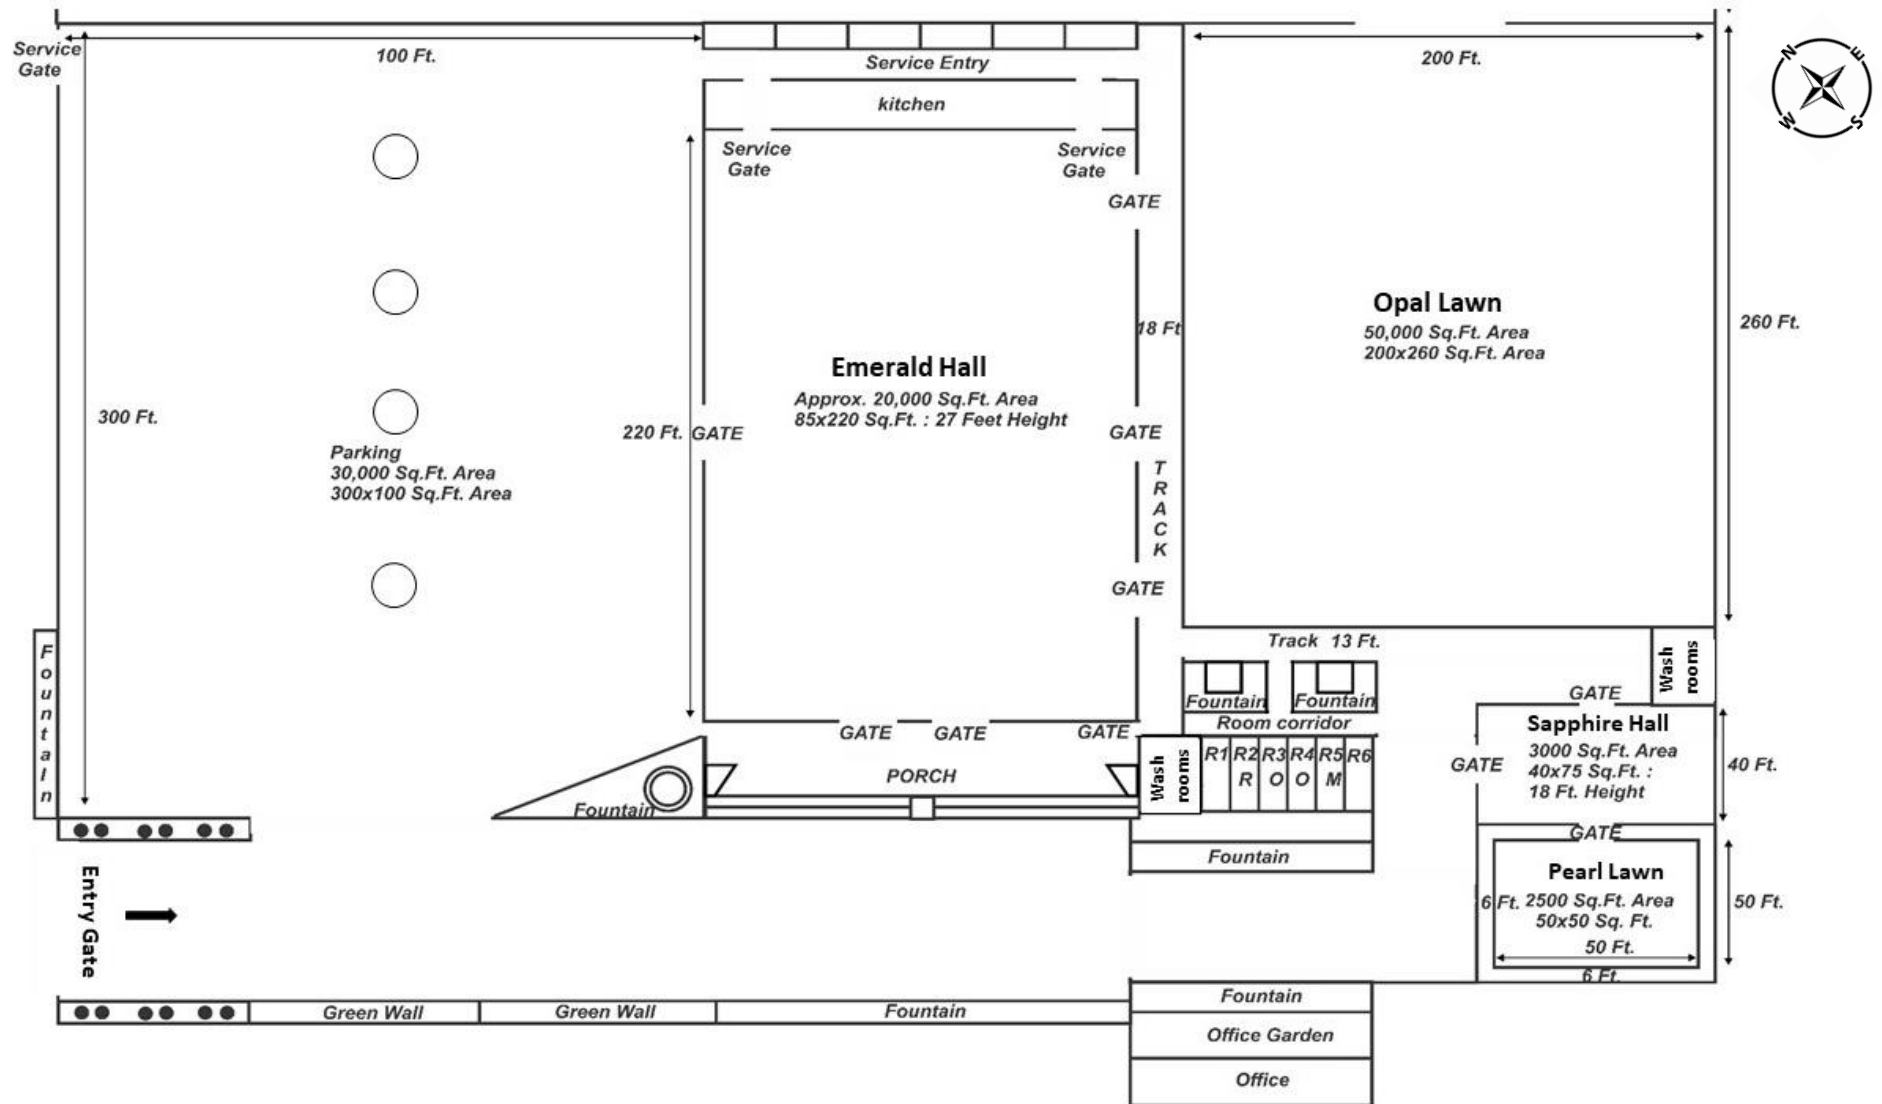 Service
Gate
100 Ft.
Service Entry
200 Ft.
N
E
W
S
kitchen
Service
Gate
Service
Gate
GATE
Opal Lawn
50,000 Sq.Ft. Area
200x260 Sq.Ft. Area
260 Ft.
18 Ft
Emerald Hall
Approx. 20,000 Sq.Ft. Area
85x220 Sq.Ft. : 27 Feet Height
300 Ft.
220 Ft.
GATE
GATE
Parking
30,000 Sq.Ft. Area
300x100 Sq.Ft. Area
TRACK
GATE
Fountain
Track 13 Ft.
Wash
rooms
Fountain
Fountain
Room corridor
GATE
GATE
GATE
GATE
Sapphire Hall
3000 Sq.Ft. Area
40x75 Sq.Ft. :
18 Ft. Height
GATE
40 Ft.
PORCH
Wash
rooms
R1 R2 R3 R4 R5 R6
R O O M
Fountain
GATE
Fountain
Pearl Lawn
2500 Sq.Ft. Area
50x50 Sq. Ft.
6 Ft.
50 Ft.
50 Ft.
6 Ft.
Entry Gate
Green Wall
Green Wall
Fountain
Fountain
Office Garden
Office